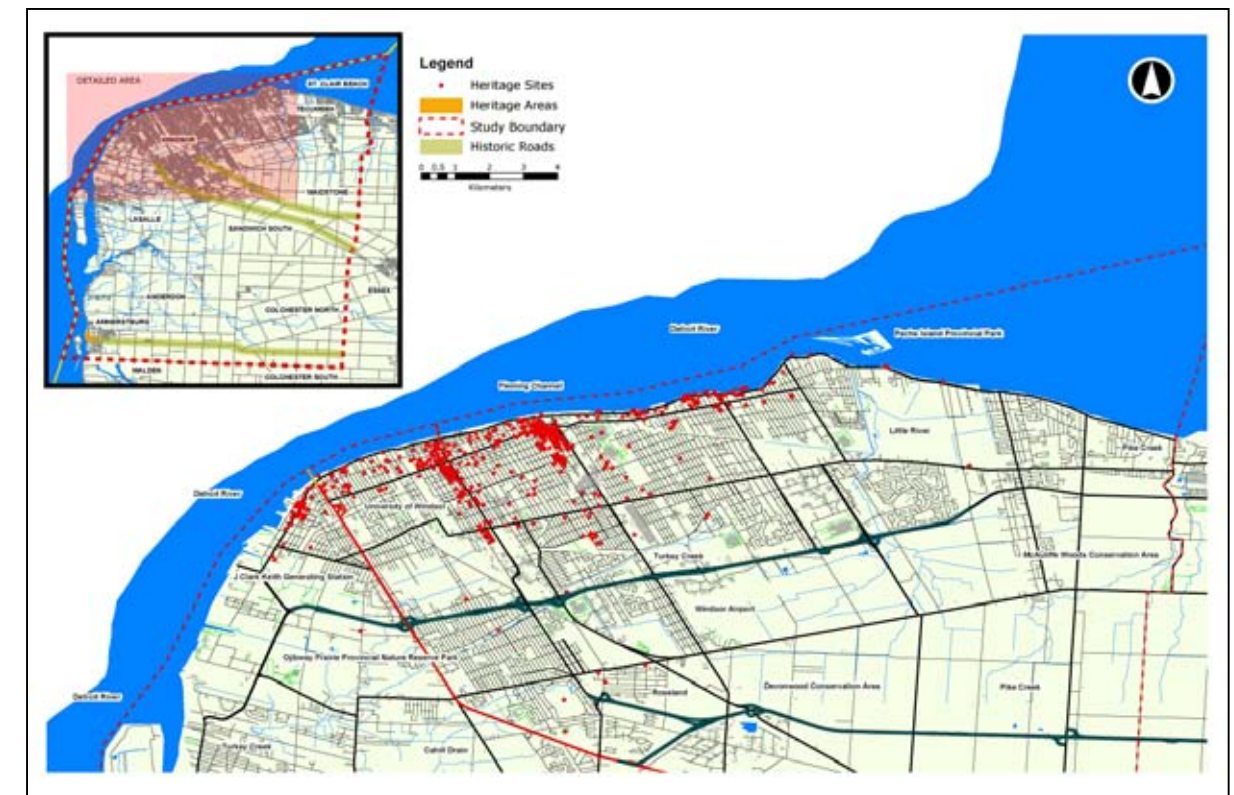 DETAILED AREA
ST. CLAIR BEACH
TECUMSEH
WINDSOR
MAIDSTONE
LASALLE
SANDWICH SOUTH
ESSEX
ANDERDON
COLCHESTER NORTH
AMHERSTBURG
MALDEN
COLCHESTER SOUTH
Legend
Heritage Sites
Heritage Areas
Study Boundary
Historic Roads
0 0.5 1 2 3 4
Kilometers
Detroit River
Peche Island Provincial Park
Fleming Channel
Little River
Pike Creek
Detroit River
University of Windsor
Turkey Creek
McAuliffe Woods Conservation Area
J Clark Keith Generating Station
Windsor Airport
Ojibway Prairie Provincial Nature Reserve Park
Roseland
Devonwood Conservation Area
Pike Creek
Detroit River
Turkey Creek
Cahill Drain